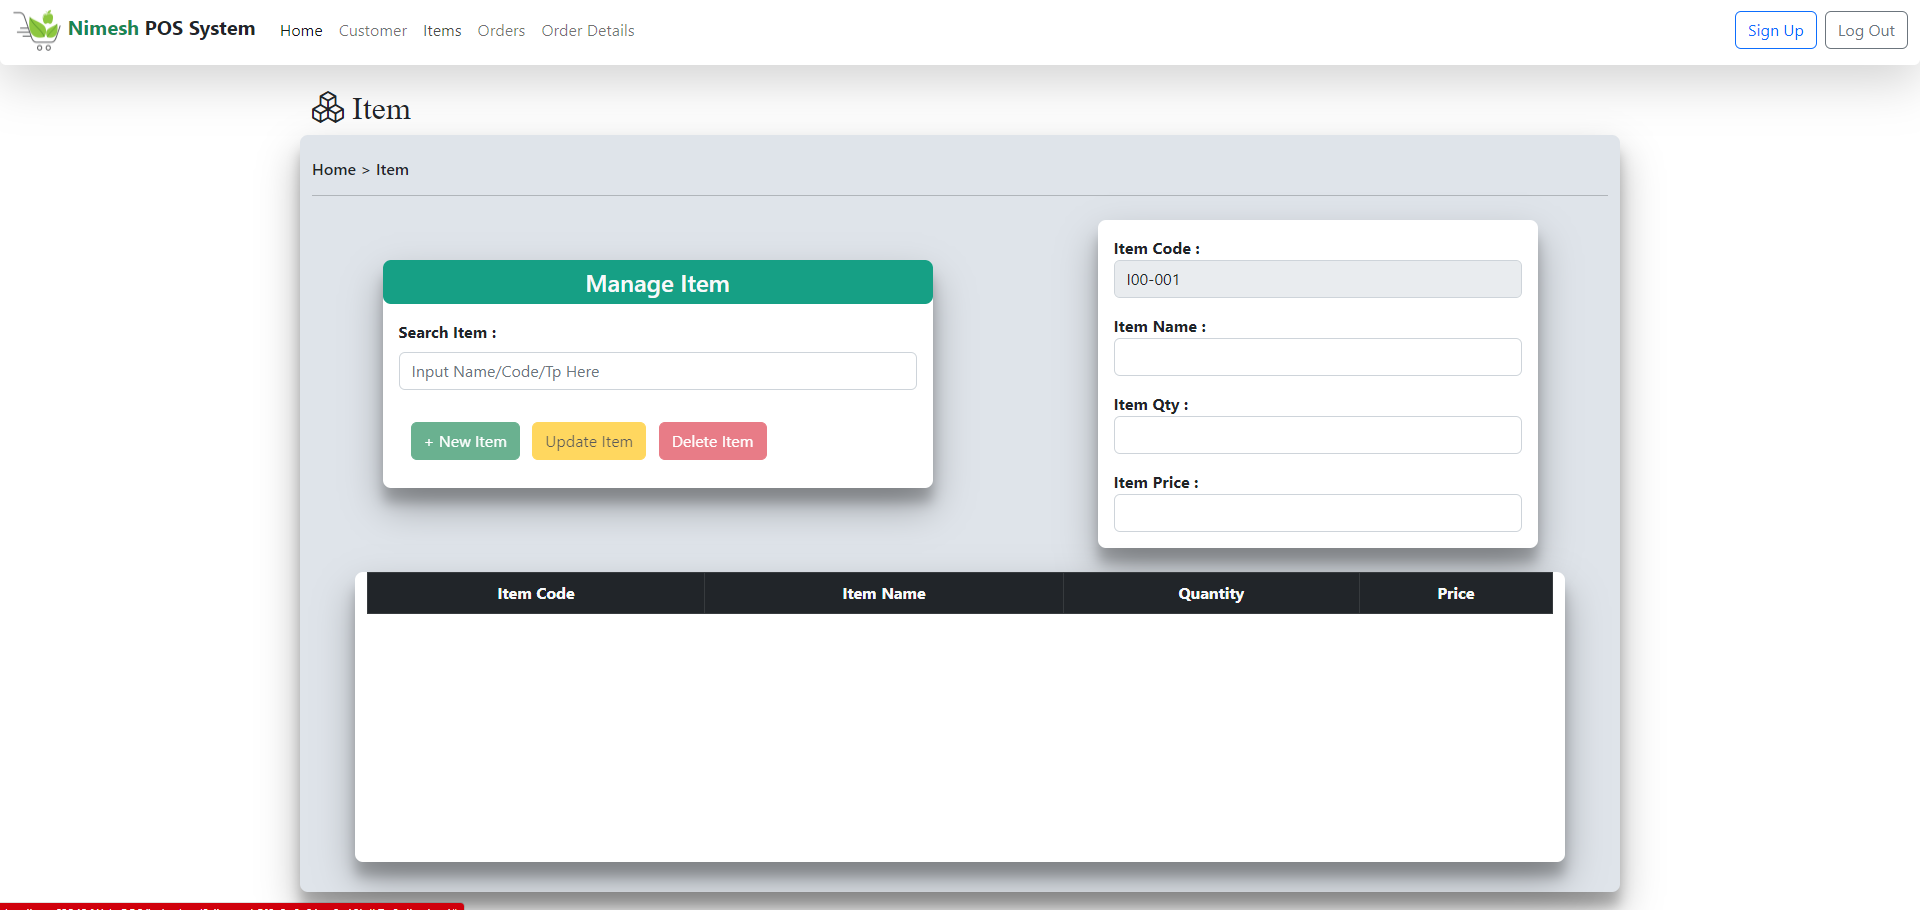 Nimesh POS System Home Customer Items Orders Order Details Sign Up Log Out
Item
Home > Item
Manage Item
Search Item :
Input Name/Code/Tp Here
+ New Item Update Item Delete Item
Item Code :
I00-001
Item Name :
Item Qty :
Item Price :
Item Code Item Name Quantity Price